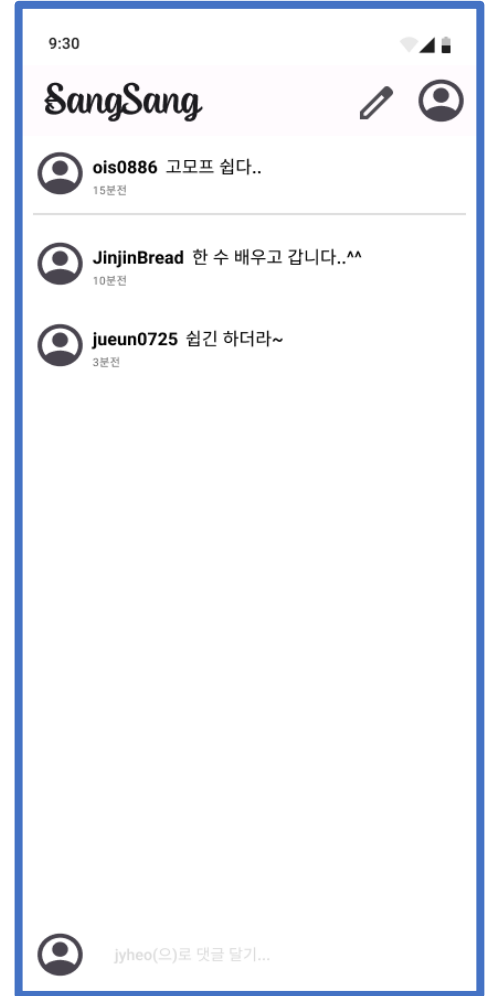 9:30
SangSang
ois0886 고모프 쉽다..
15분전
JinjinBread 한 수 배우고 갑니다..^^
10분전
jueun0725 쉽긴 하더라~
3분전
jyheo(으)로 댓글 달기...